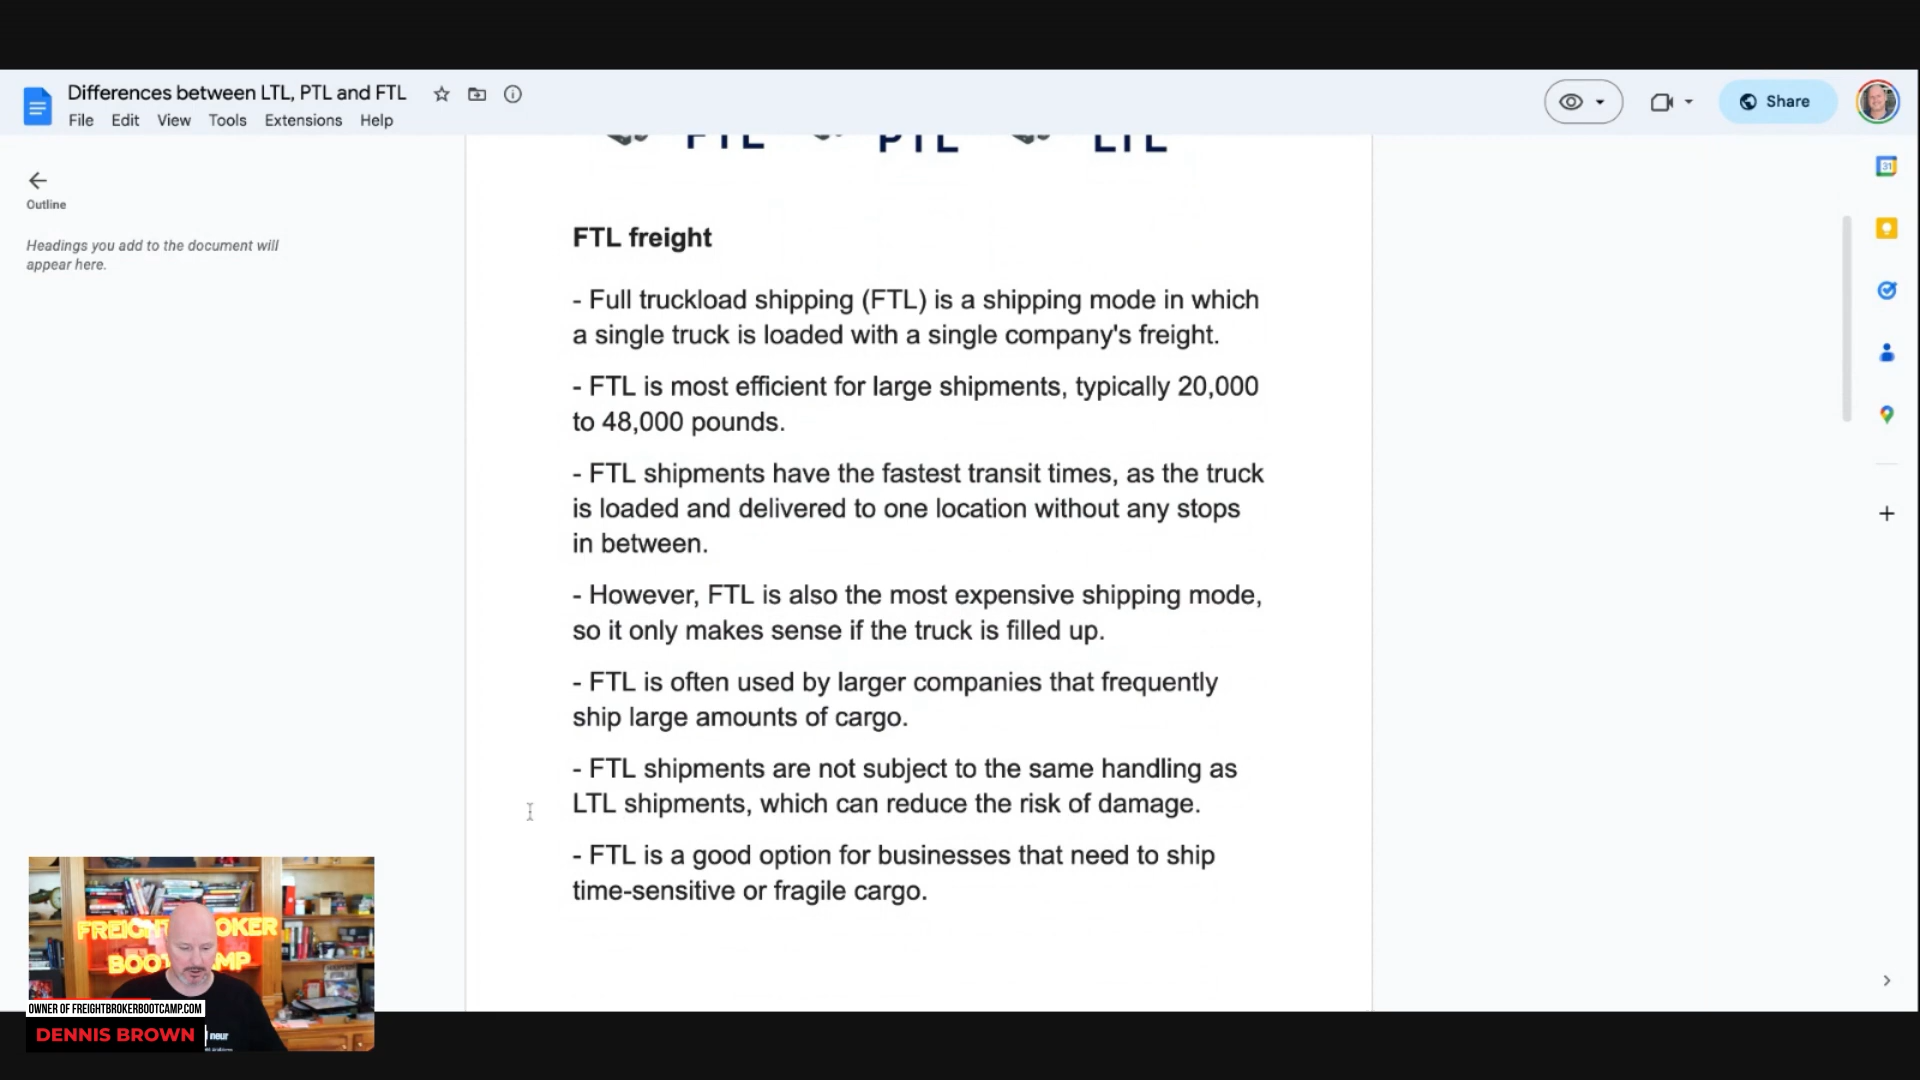 Differences between LTL, PTL and FTL
File Edit View Tools Extensions Help
Share
Outline
Headings you add to the document will
appear here.
FTL PTL LTL
FTL freight
- Full truckload shipping (FTL) is a shipping mode in which
a single truck is loaded with a single company's freight.
- FTL is most efficient for large shipments, typically 20,000
to 48,000 pounds.
- FTL shipments have the fastest transit times, as the truck
is loaded and delivered to one location without any stops
in between.
- However, FTL is also the most expensive shipping mode,
so it only makes sense if the truck is filled up.
- FTL is often used by larger companies that frequently
ship large amounts of cargo.
- FTL shipments are not subject to the same handling as
LTL shipments, which can reduce the risk of damage.
- FTL is a good option for businesses that need to ship
time-sensitive or fragile cargo.
31
OWNER OF FREIGHTBROKERBOOTCAMP.COM
DENNIS BROWN
neur